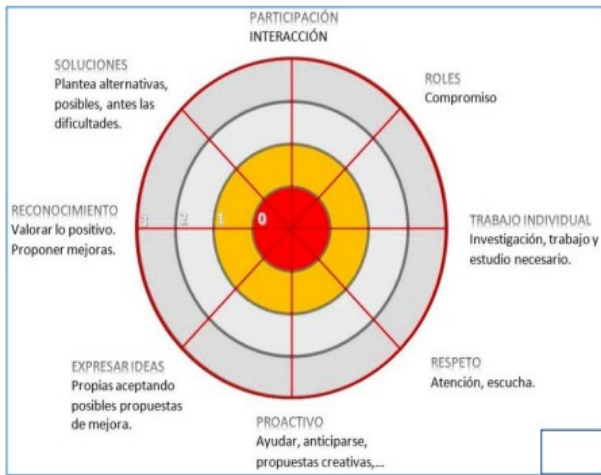 PARTICIPACIÓN
INTERACCIÓN
SOLUCIONES
Plantea alternativas,
posibles, antes las
dificultades.
ROLES
Compromiso
RECONOCIMIENTO
Valorar lo positivo.
Proponer mejoras.
3 2 1 0
TRABAJO INDIVIDUAL
Investigación, trabajo y
estudio necesario.
EXPRESAR IDEAS
Propias aceptando
posibles propuestas
de mejora.
RESPETO
Atención, escucha.
PROACTIVO
Ayudar, anticiparse,
propuestas creativas,...